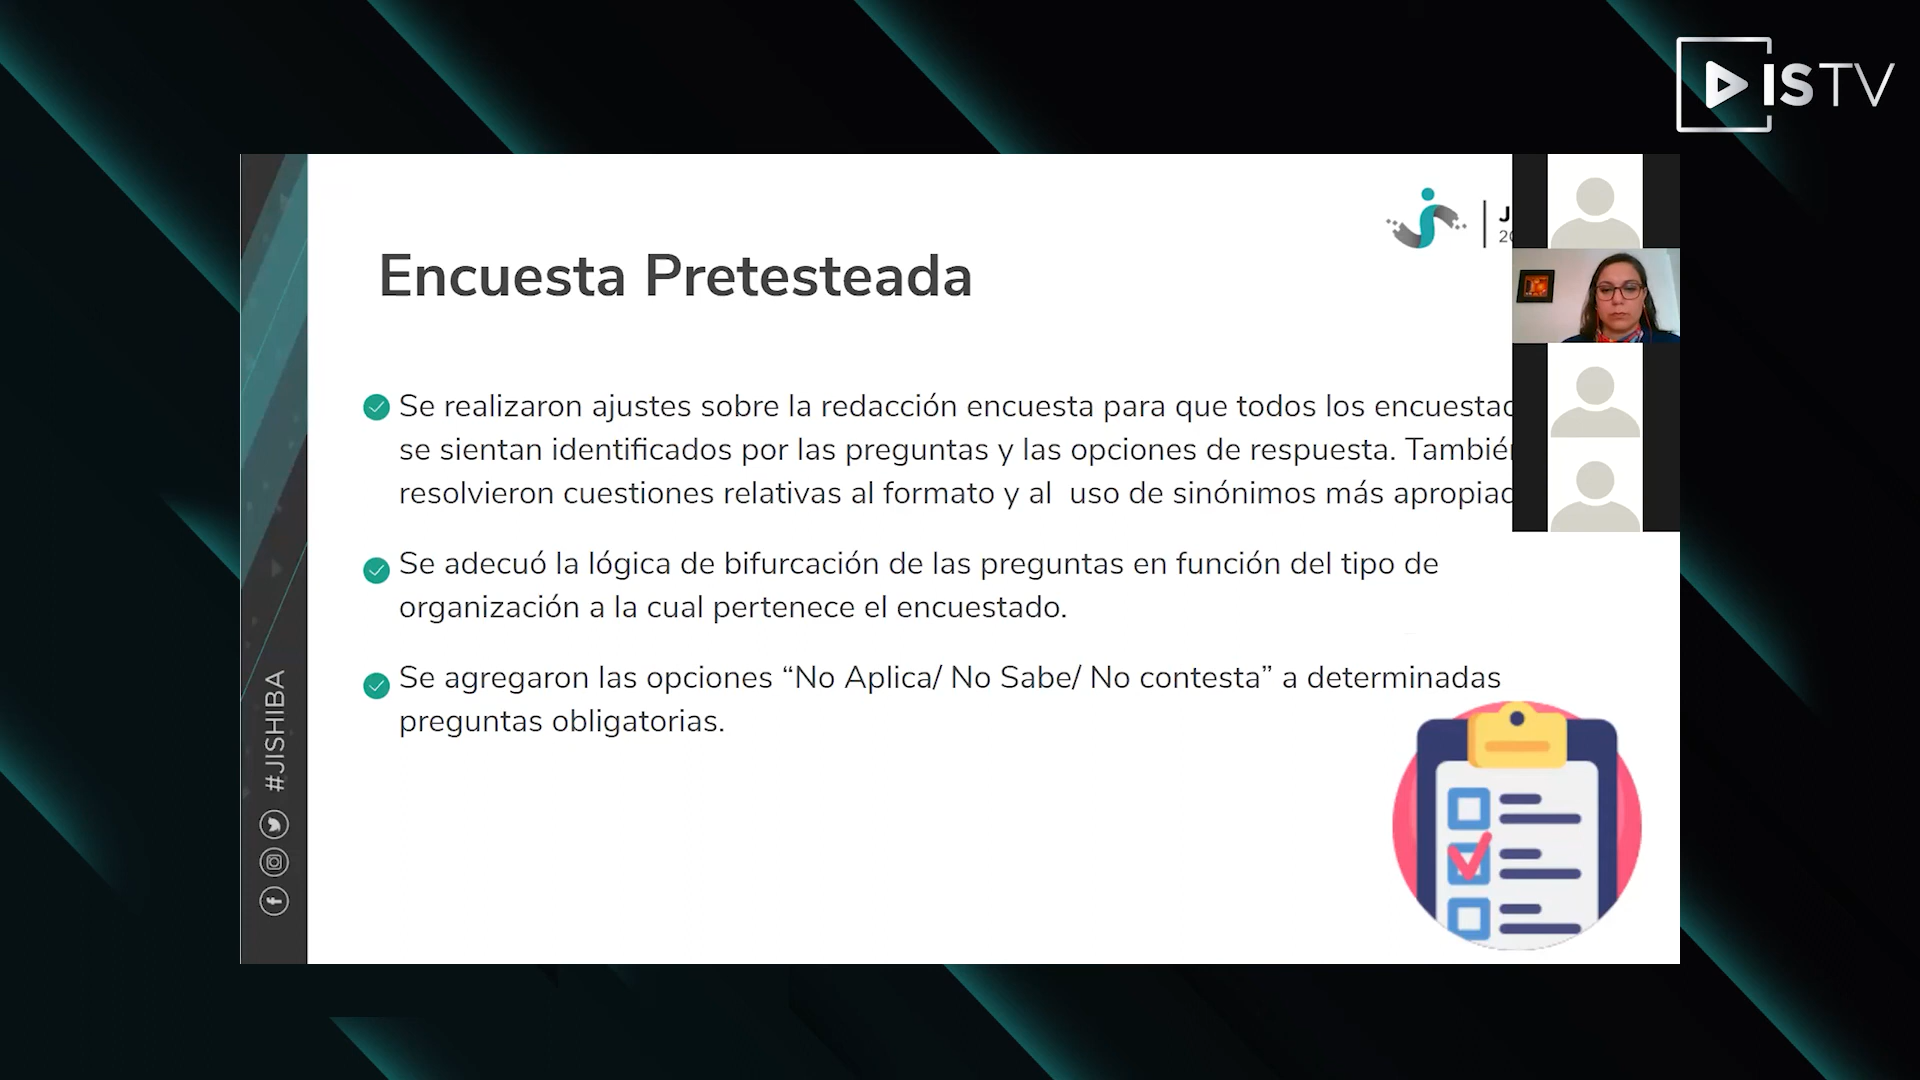 ISTV
Encuesta Pretesteada
Se realizaron ajustes sobre la redacción encuesta para que todos los
se sientan identificados por las preguntas y las opciones de respuesta.
resolvieron cuestiones relativas al formato y al uso de sinónimos más
Se adecuó la lógica de bifurcación de las preguntas en función del tipo de
organización a la cual pertenece el encuestado.
Se agregaron las opciones “No Aplica/ No Sabe/ No contesta” a determinadas
preguntas obligatorias.
#JISHIBA